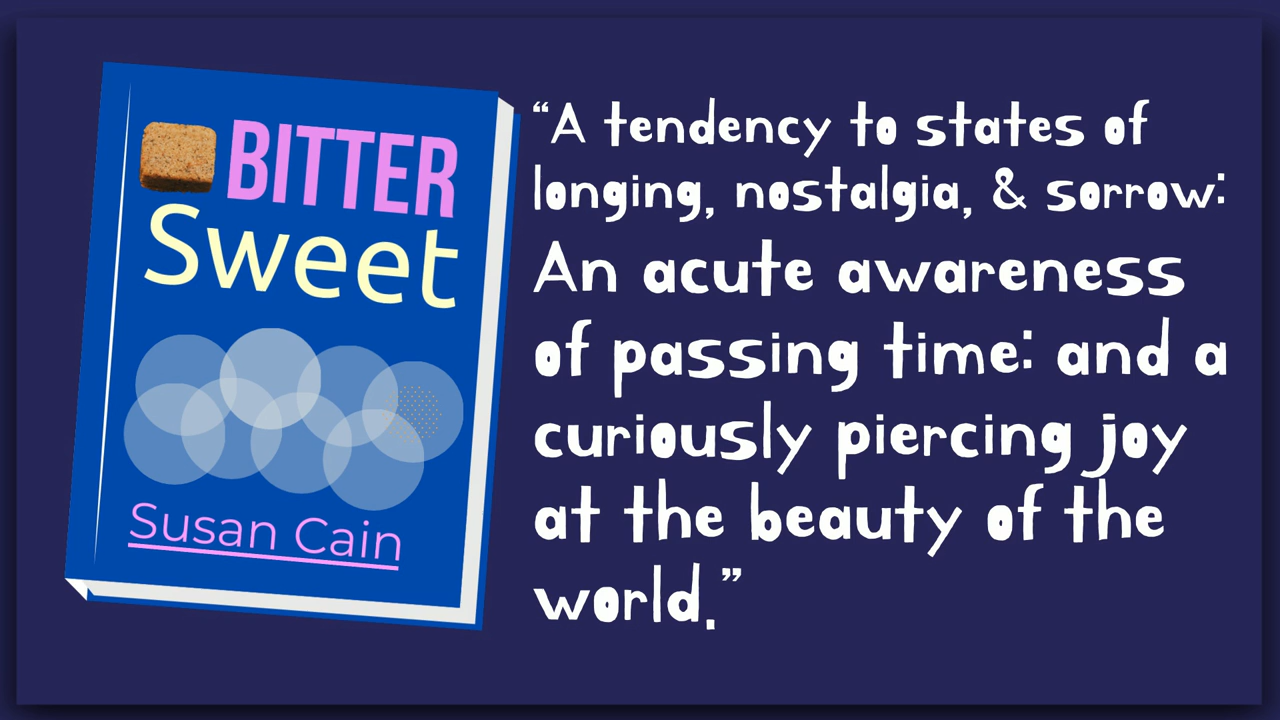 BITTER
Sweet
Susan Cain
“A tendency to states of
longing, nostalgia, & sorrow:
An acute awareness
of passing time: and a
curiously piercing joy
at the beauty of the
world.”